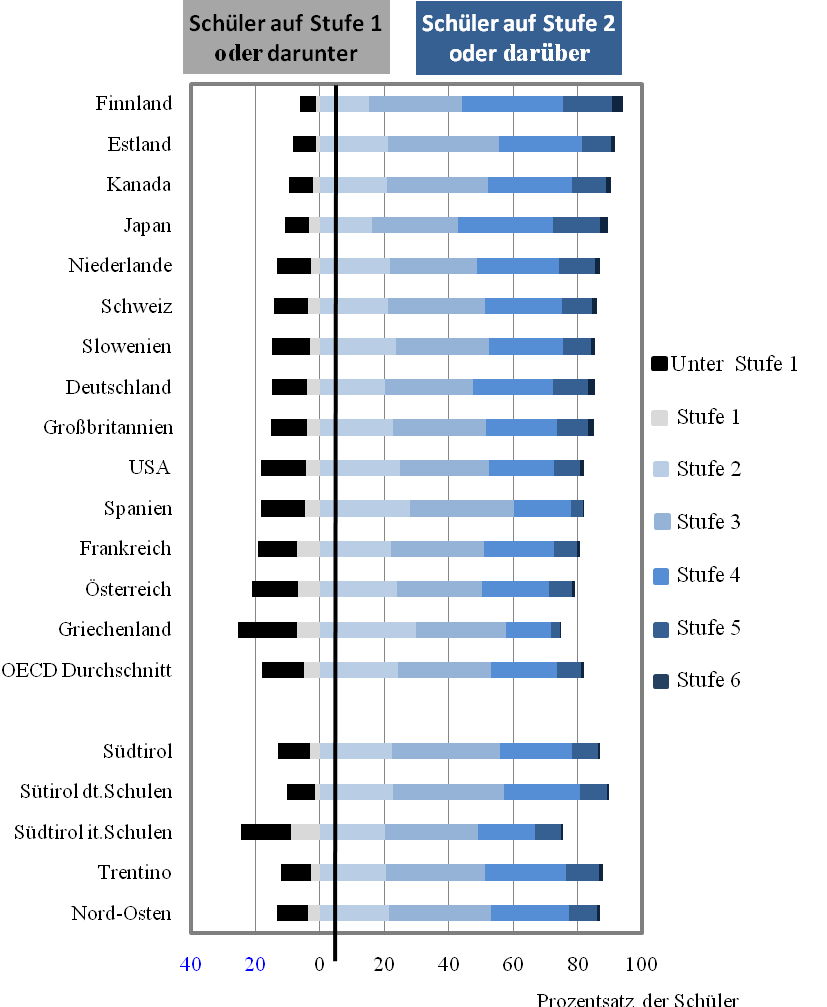 Schüler auf Stufe 1
oder darunter
Schüler auf Stufe 2
oder darüber
Finnland
Estland
Kanada
Japan
Niederlande
Schweiz
Slowenien
Deutschland
Großbritannien
USA
Spanien
Frankreich
Österreich
Griechenland
OECD Durchschnitt
Südtirol
Sütirol dt.Schulen
Südtirol it.Schulen
Trentino
Nord-Osten
Unter Stufe 1
Stufe 1
Stufe 2
Stufe 3
Stufe 4
Stufe 5
Stufe 6
40 20 0 20 40 60 80 100
Prozentsatz der Schüler